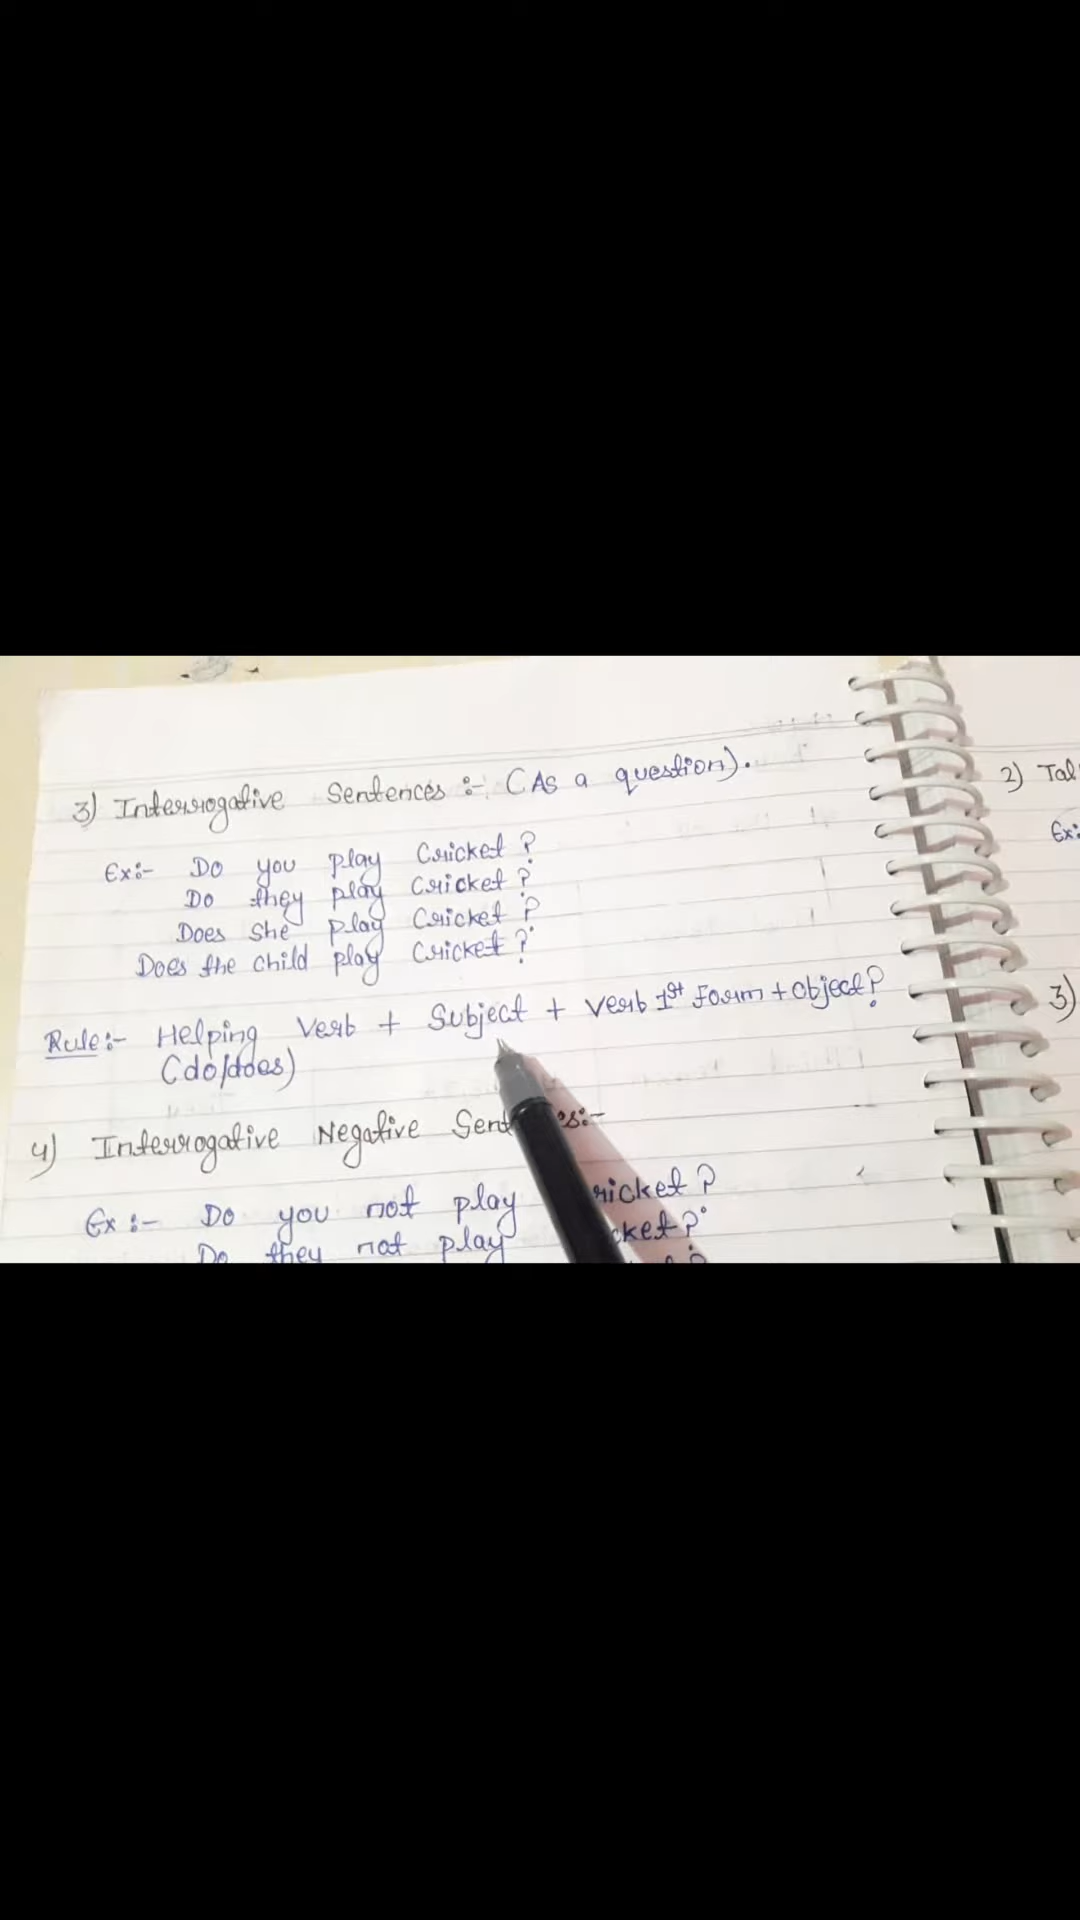 3) Interrogative Sentences :- (As a question).
Ex:- Do you play Cricket ?
Do they play Cricket ?
Does she play Cricket ?
Does the child play Cricket ?
Rule:- Helping Verb + Subject + Verb 1st Form + Object ?
(do/does)
4) Interrogative Negative :-
Ex :- Do you not play ?
Do they not play ?
2)
Ex:
3)